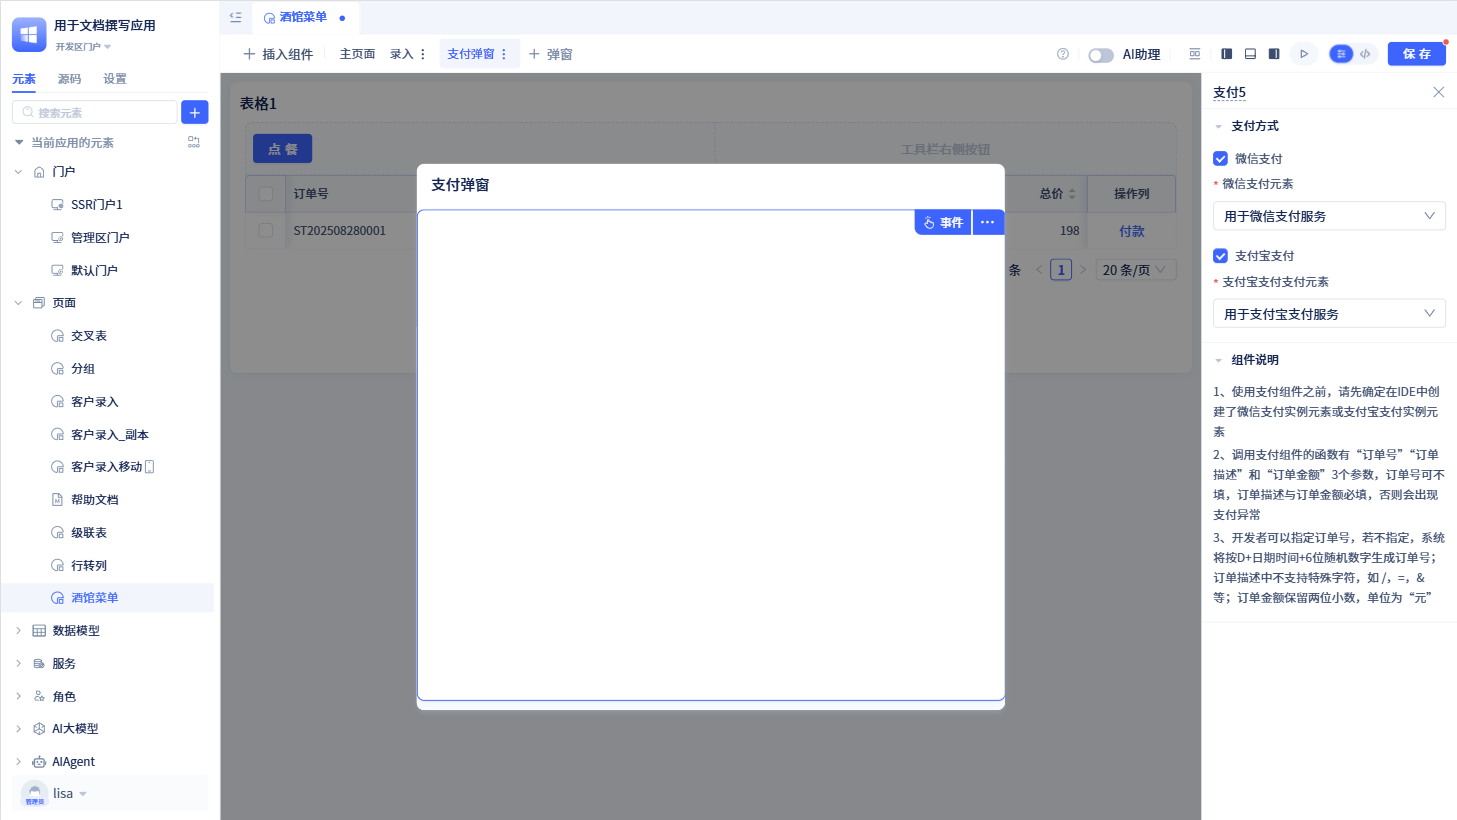 用于文档撰写应用
开发区门户
元素 源码 设置
搜索元素
当前应用的元素
门户
SSR门户1
管理区门户
默认门户
页面
交叉表
分组
客户录入
客户录入_副本
客户录入移动
帮助文档
级联表
行转列
酒馆菜单
数据模型
服务
角色
AI大模型
AIAgent
管理员 lisa
酒馆菜单
插入组件 主页面 录入 支付弹窗 弹窗 AI助理 保存
表格1
点餐 工具栏右侧按钮
订单号 总价 操作列
ST202508280001 198 付款
条 1 20 条/页
支付弹窗
事件
支付5
支付方式
微信支付
* 微信支付元素
用于微信支付服务
支付宝支付
* 支付宝支付支付元素
用于支付宝支付服务
组件说明
1、使用支付组件之前，请先确定在IDE中创
建了微信支付实例元素或支付宝支付实例元
素
2、调用支付组件的函数有“订单号”“订单
描述”和“订单金额”3个参数，订单号可不
填，订单描述与订单金额必填，否则会出现
支付异常
3、开发者可以指定订单号，若不指定，系统
将按D+日期时间+6位随机数字生成订单号；
订单描述中不支持特殊字符，如 /，=，&
等；订单金额保留两位小数，单位为“元”